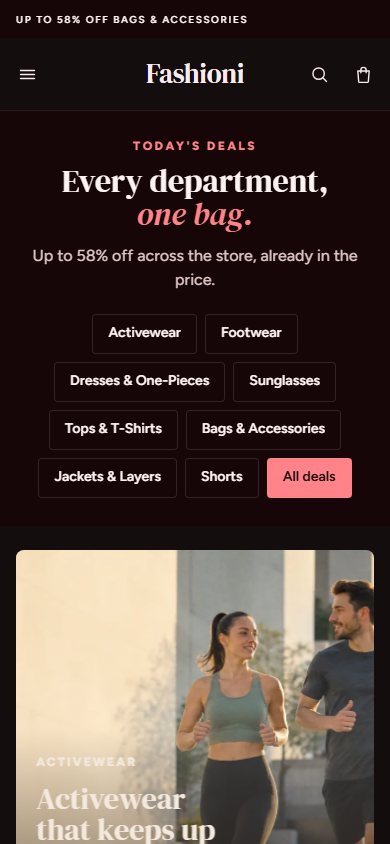 UP TO 58% OFF BAGS & ACCESSORIES
Fashioni
TODAY'S DEALS
Every department,
one bag.
Up to 58% off across the store, already in the
price.
Activewear
Footwear
Dresses & One-Pieces
Sunglasses
Tops & T-Shirts
Bags & Accessories
Jackets & Layers
Shorts
All deals
ACTIVEWEAR
Activewear
that keeps up